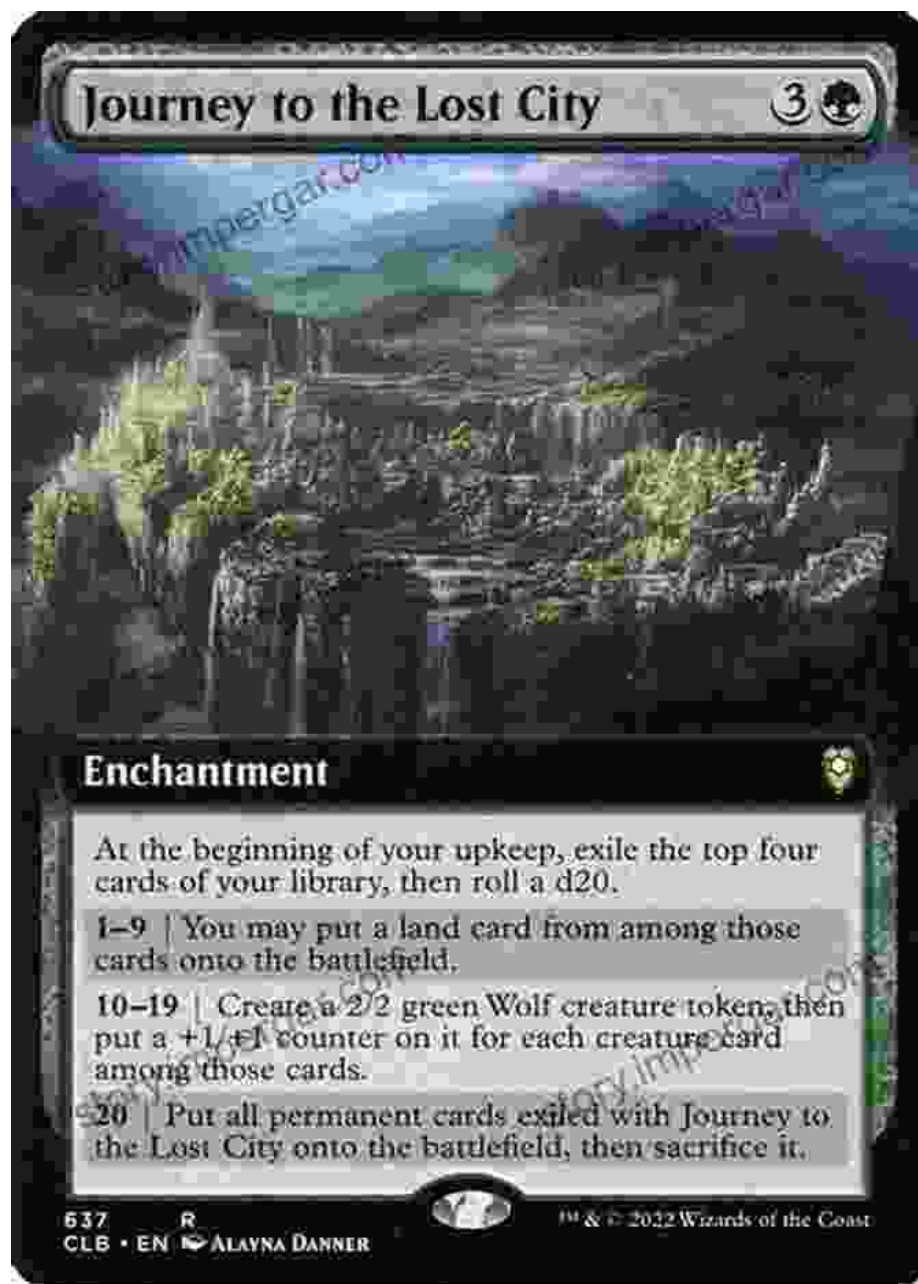 Journey to the Lost City 3
Enchantment
At the beginning of your upkeep, exile the top four
cards of your library, then roll a d20.
1–9 | You may put a land card from among those
cards onto the battlefield.
10–19 | Create a 2/2 green Wolf creature token, then
put a +1/+1 counter on it for each creature card
among those cards.
20 | Put all permanent cards exiled with Journey to
the Lost City onto the battlefield, then sacrifice it.
637 R
™ & © 2022 Wizards of the Coast
CLB • EN ALAYNA DANNER
story.impergar.com